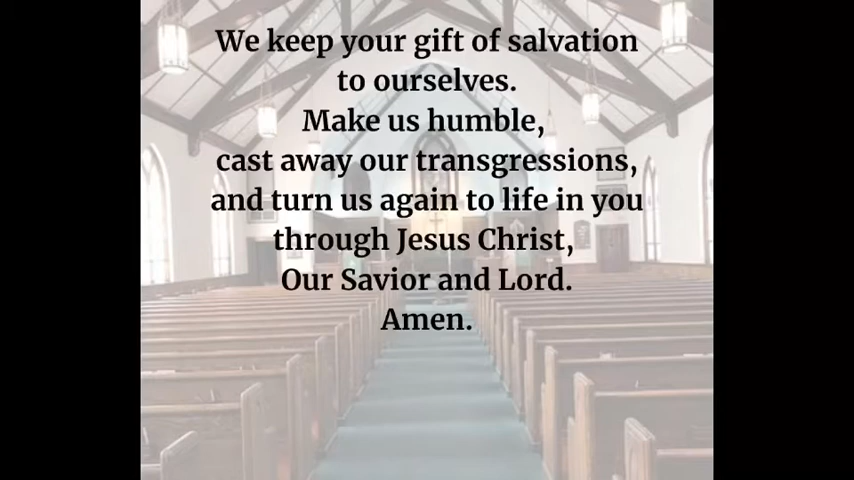 We keep your gift of salvation
to ourselves.
Make us humble,
cast away our transgressions,
and turn us again to life in you
through Jesus Christ,
Our Savior and Lord.
Amen.